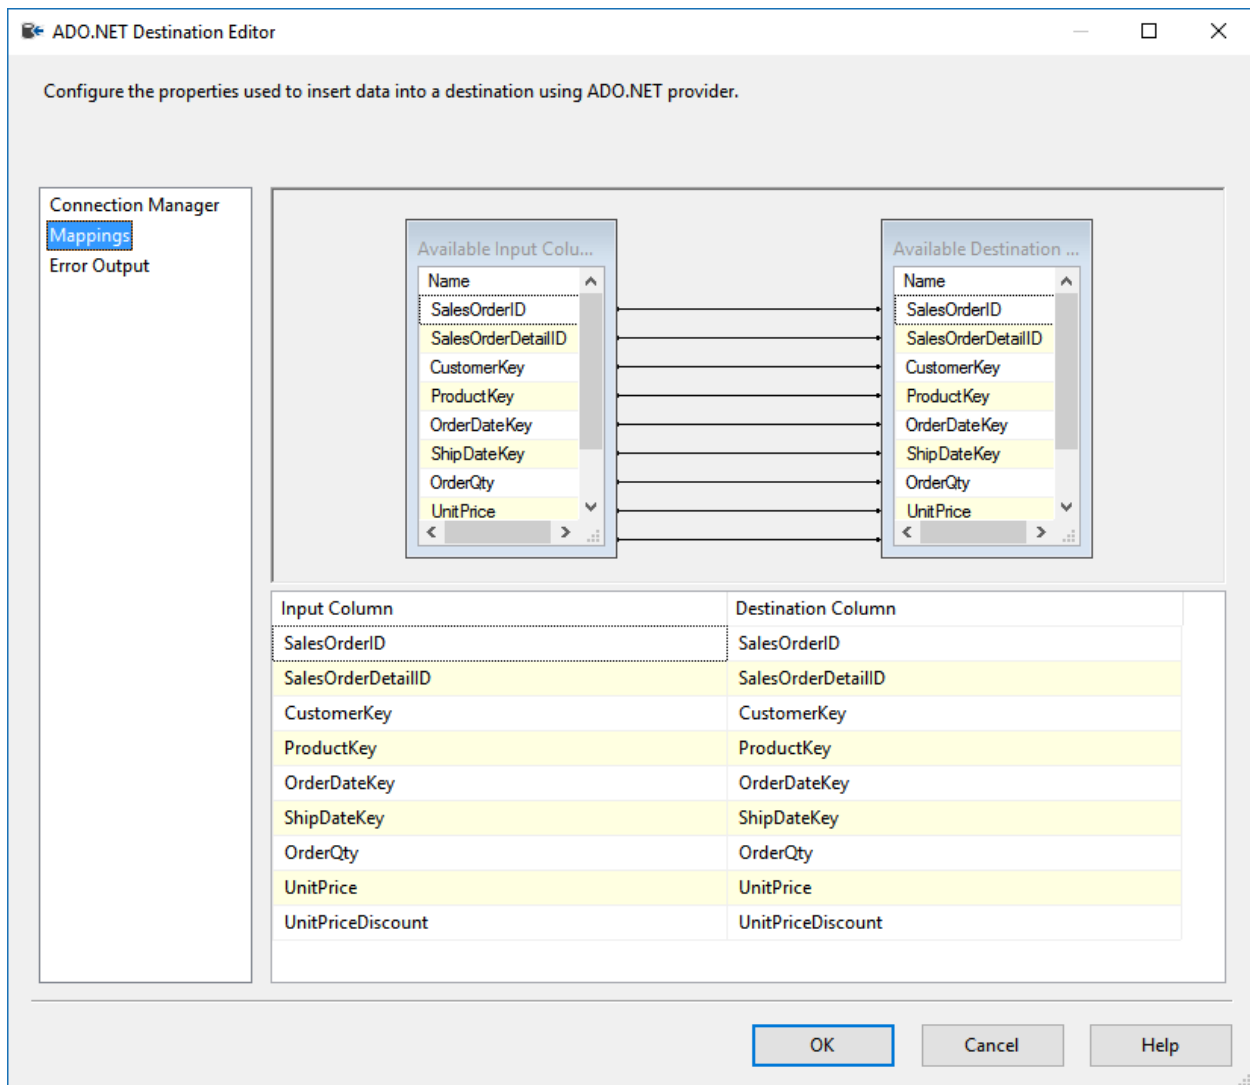 ADO.NET Destination Editor
Configure the properties used to insert data into a destination using ADO.NET provider.
Connection Manager
Mappings
Error Output
Available Input Colu...
Name
SalesOrderID
SalesOrderDetailID
CustomerKey
ProductKey
OrderDateKey
ShipDateKey
OrderQty
UnitPrice
Available Destination ...
Name
SalesOrderID
SalesOrderDetailID
CustomerKey
ProductKey
OrderDateKey
ShipDateKey
OrderQty
UnitPrice
Input Column Destination Column
SalesOrderID SalesOrderID
SalesOrderDetailID SalesOrderDetailID
CustomerKey CustomerKey
ProductKey ProductKey
OrderDateKey OrderDateKey
ShipDateKey ShipDateKey
OrderQty OrderQty
UnitPrice UnitPrice
UnitPriceDiscount UnitPriceDiscount
OK Cancel Help